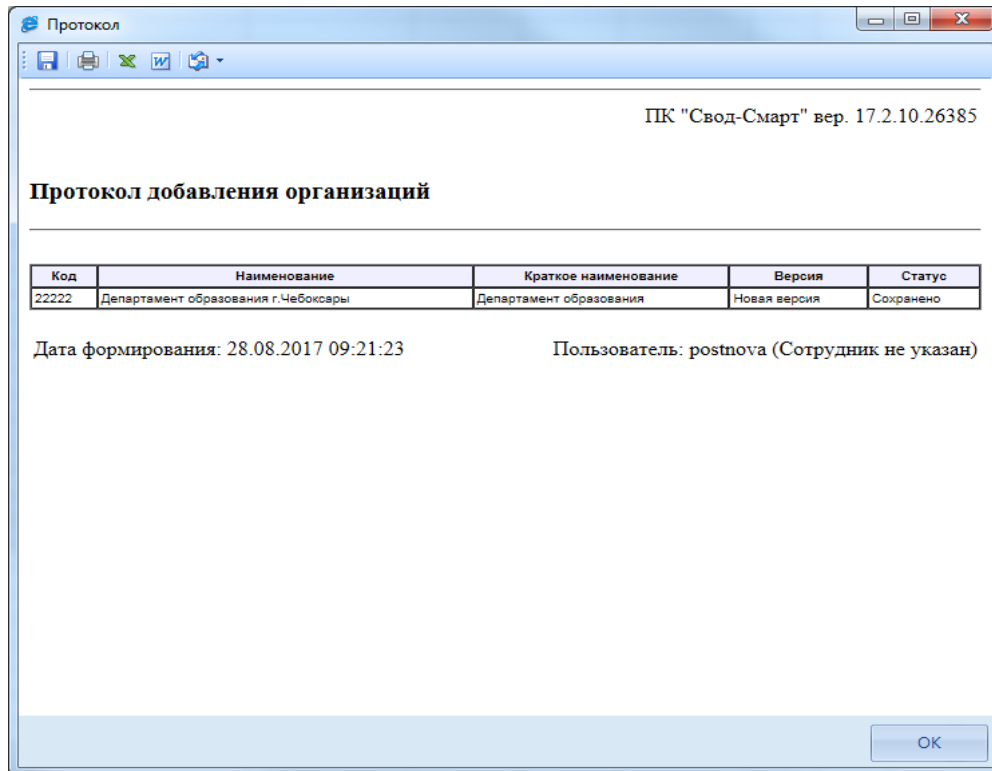 Протокол
ПК "Свод-Смарт" вер. 17.2.10.26385
Протокол добавления организаций
Код Наименование Краткое наименование Версия Статус
22222 Департамент образования г.Чебоксары Департамент образования Новая версия Сохранено
Дата формирования: 28.08.2017 09:21:23 Пользователь: postnova (Сотрудник не указан)
OK